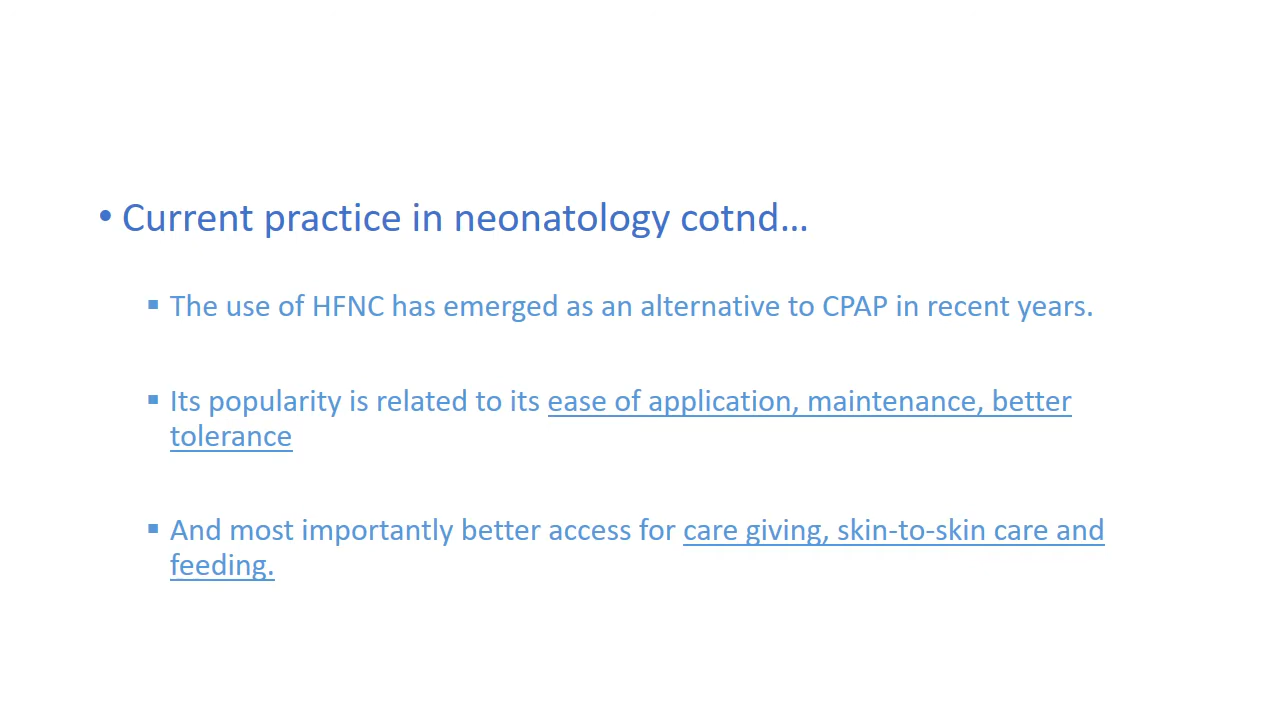 • Current practice in neonatology cotnd...
▪ The use of HFNC has emerged as an alternative to CPAP in recent years.
▪ Its popularity is related to its ease of application, maintenance, better
tolerance
▪ And most importantly better access for care giving, skin-to-skin care and
feeding.